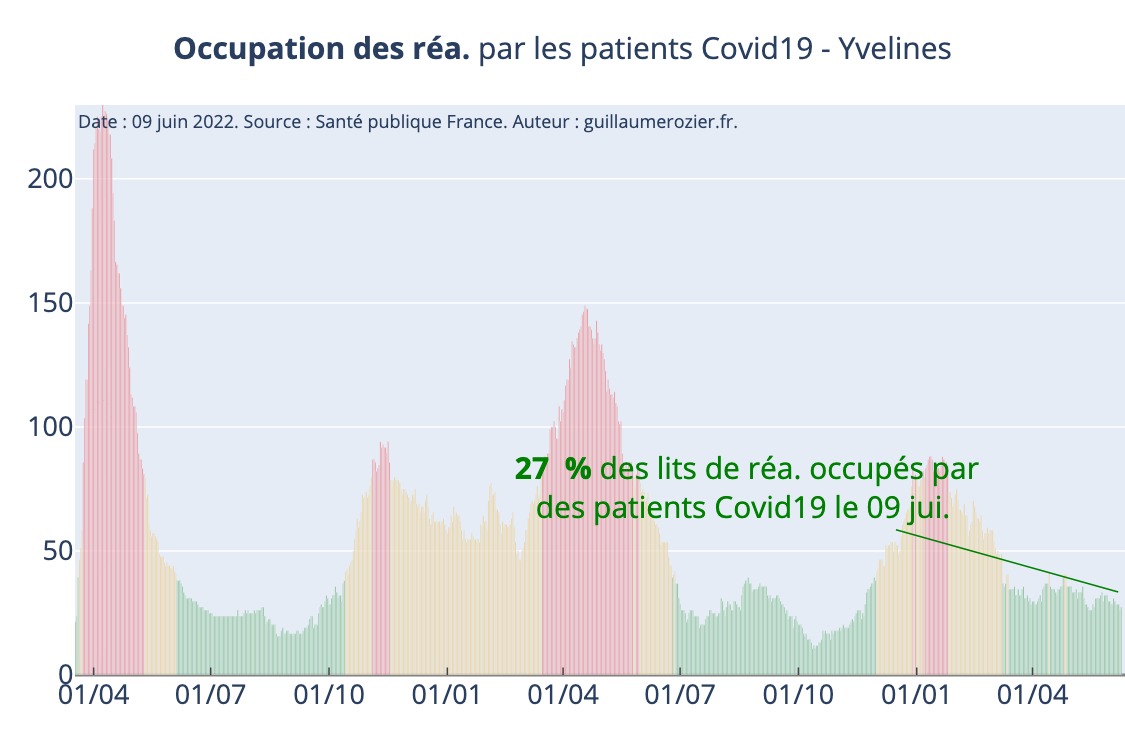 Occupation des réa. par les patients Covid19 - Yvelines
Date : 09 juin 2022. Source : Santé publique France. Auteur : guillaumerozier.fr.
200
150
100
50
0
27 % des lits de réa. occupés par
des patients Covid19 le 09 jui.
01/04 01/07 01/10 01/01 01/04 01/07 01/10 01/01 01/04